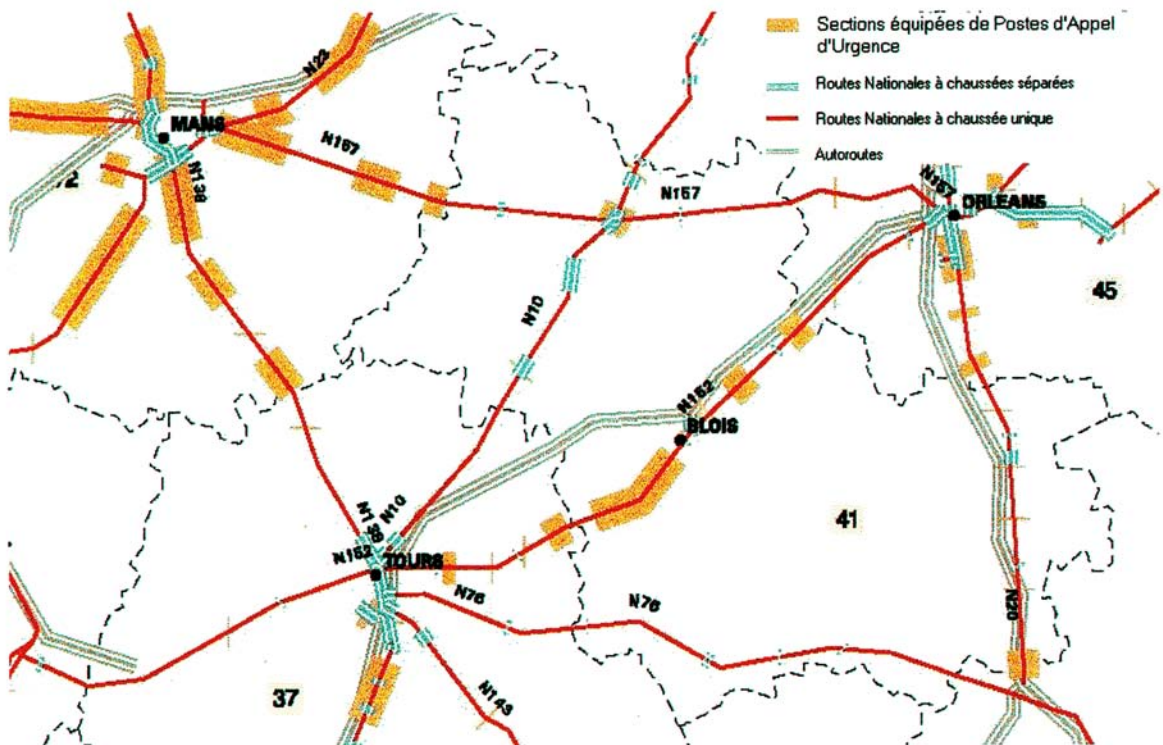 Sections équipées de Postes d'Appel
d'Urgence
Routes Nationales à chaussées séparées
Routes Nationales à chaussée unique
Autoroutes
N23
MANS
N157
N138
N157
N157
ORLEANS
45
N10
N152
BLOIS
41
N10
N152
TOURS
N76
N76
N20
N143
37